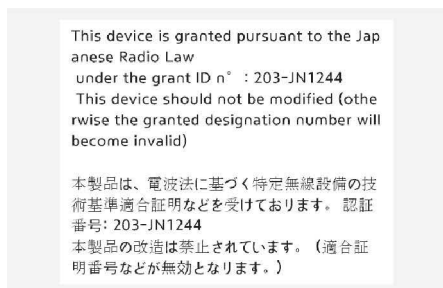 This device is granted pursuant to the Jap
anese Radio Law
under the grant ID n° : 203-JN1244
This device should not be modified (othe
rwise the granted designation number will
become invalid)
本製品は、電波法に基づく特定無線設備の技
術基準適合証明などを受けております。 認証
番号: 203-JN1244
本製品の改造は禁止されています。 (適合証
明番号などが無効となります。)